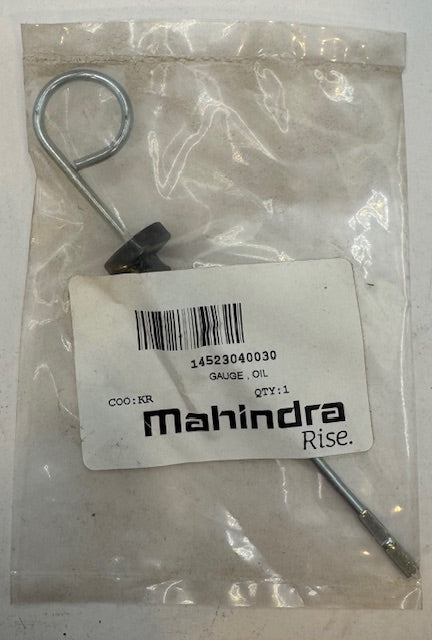 14523040030
GAUGE, OIL
COO:KR QTY:1
mahindra
Rise.